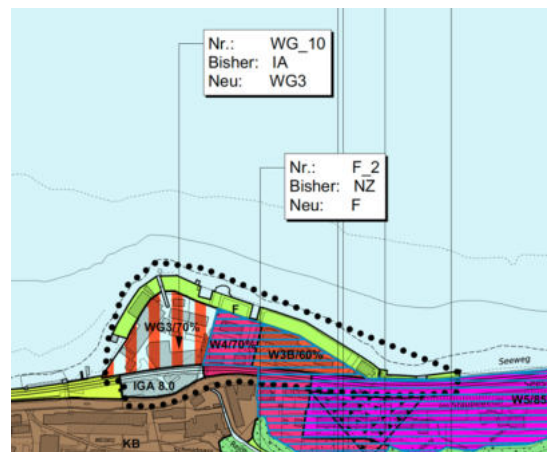 Nr.: WG_10
Bisher: IA
Neu: WG3
Nr.: F_2
Bisher: NZ
Neu: F
F
WG3/70%
W4/70%
W3B/60%
Seeweg
IGA 8.0
W5/85
KB